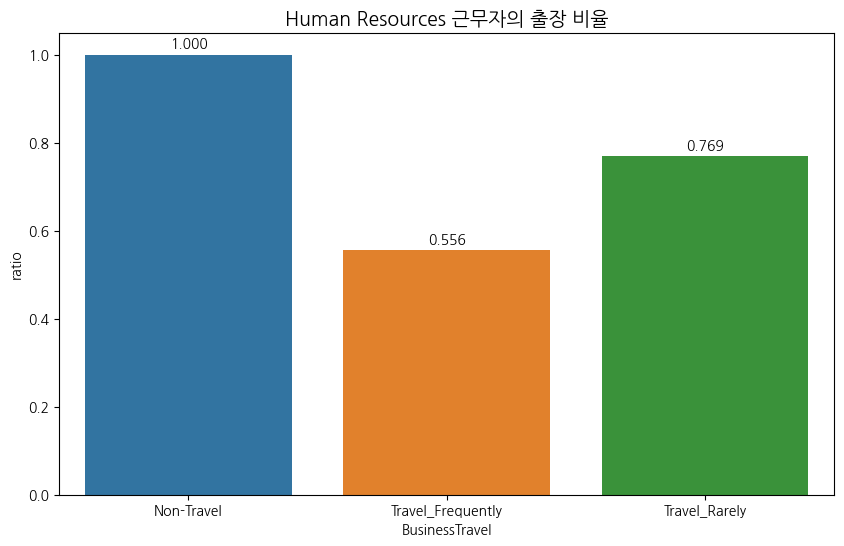 Human Resources 근무자의 출장 비율
1.000
1.0
0.769
0.8
0.556
0.6
ratio
0.4
0.2
0.0
Non-Travel
Travel_Frequently
Travel_Rarely
BusinessTravel